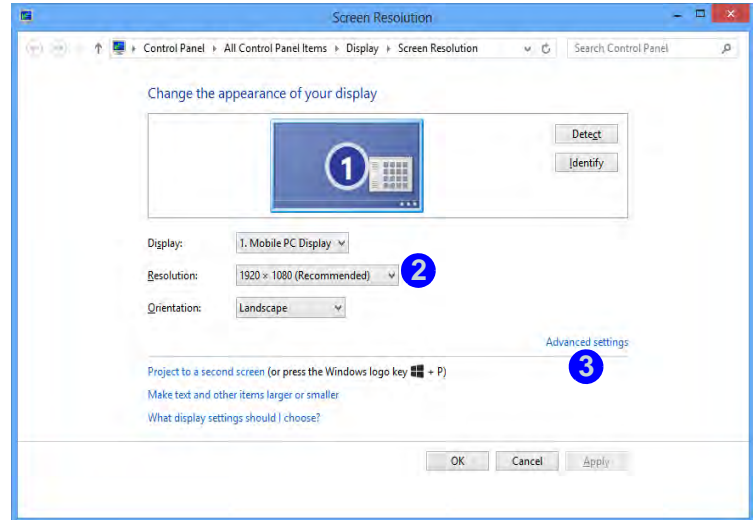 Screen Resolution
Control Panel ▸ All Control Panel Items ▸ Display ▸ Screen Resolution
Search Control Panel
Change the appearance of your display
1
Detect
Identify
Display: 1. Mobile PC Display
Resolution: 1920 × 1080 (Recommended) 2
Orientation: Landscape
Advanced settings
3
Project to a second screen (or press the Windows logo key + P)
Make text and other items larger or smaller
What display settings should I choose?
OK Cancel Apply